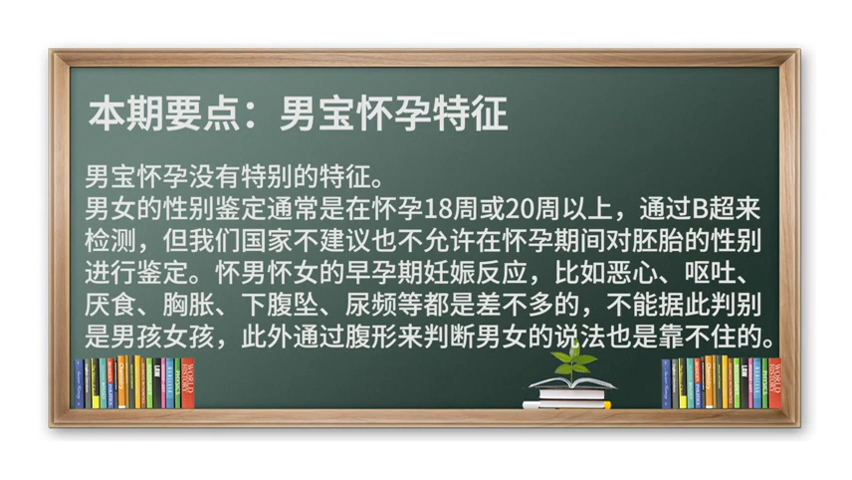 本期要点：男宝怀孕特征
男宝怀孕没有特别的特征。
男女的性别鉴定通常是在怀孕18周或20周以上，通过B超来
检测，但我们国家不建议也不允许在怀孕期间对胚胎的性别
进行鉴定。怀男怀女的早孕期妊娠反应，比如恶心、呕吐、
厌食、胸胀、下腹坠、尿频等都是差不多的，不能据此判别
是男孩女孩，此外通过腹形来判断男女的说法也是靠不住的。
WORLD HISTORY
WORLD HISTORY